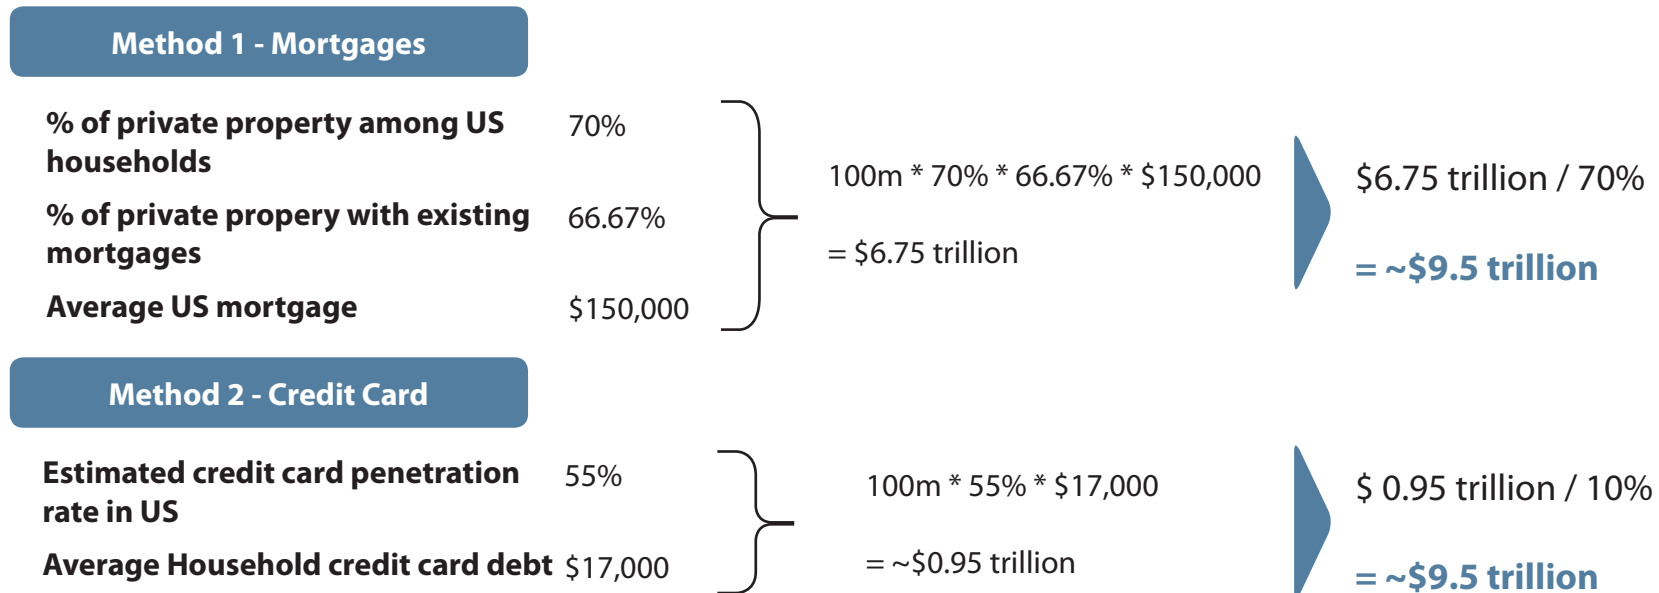 Method 1 - Mortgages
% of private property among US
households
70%
% of private propery with existing
mortgages
66.67%
Average US mortgage
$150,000
100m * 70% * 66.67% * $150,000
= $6.75 trillion
$6.75 trillion / 70%
= ~$9.5 trillion
Method 2 - Credit Card
Estimated credit card penetration
rate in US
55%
Average Household credit card debt
$17,000
100m * 55% * $17,000
= ~$0.95 trillion
$ 0.95 trillion / 10%
= ~$9.5 trillion